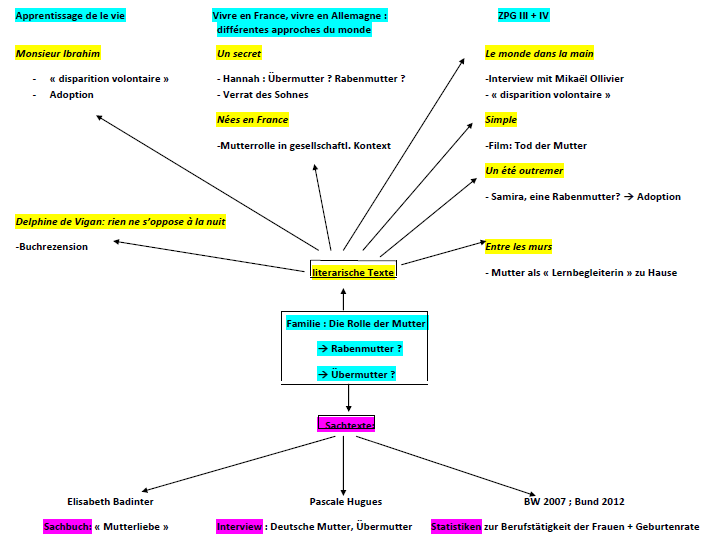 Apprentissage de la vie
Vivre en France, vivre en Allemagne :
différentes approches du monde
ZPG III + IV
Monsieur Ibrahim
- « disparition volontaire »
- Adoption
Un secret
- Hannah : Übermutter ? Rabenmutter ?
- Verrat des Sohnes
Nées en France
-Mutterrolle in gesellschaftl. Kontext
Le monde dans la main
-Interview mit Mikaël Ollivier
- « disparition volontaire »
Simple
-Film: Tod der Mutter
Un été outremer
- Samira, eine Rabenmutter? → Adoption
Delphine de Vigan: rien ne s'oppose à la nuit
-Buchrezension
Entre les murs
- Mutter als « Lernbegleiterin » zu Hause
literarische Texte
Familie : Die Rolle der Mutter
→ Rabenmutter ?
→ Übermutter ?
Sachtexte
Elisabeth Badinter
Sachbuch: « Mutterliebe »
Pascale Hugues
Interview : Deutsche Mutter, Übermutter
BW 2007 ; Bund 2012
Statistiken zur Berufstätigkeit der Frauen + Geburtenrate